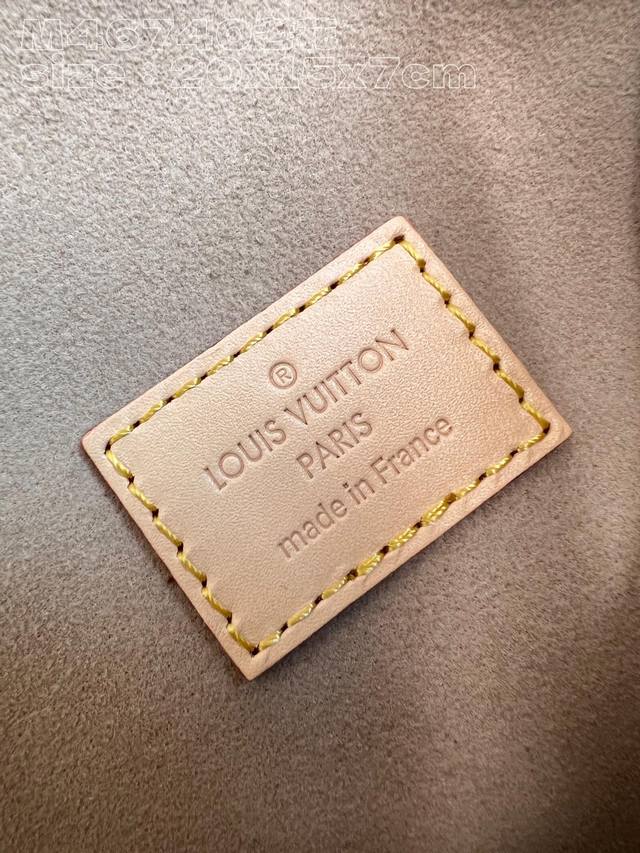 size : 20x15x7cm
®
LOUIS VUITTON
PARIS
made in France